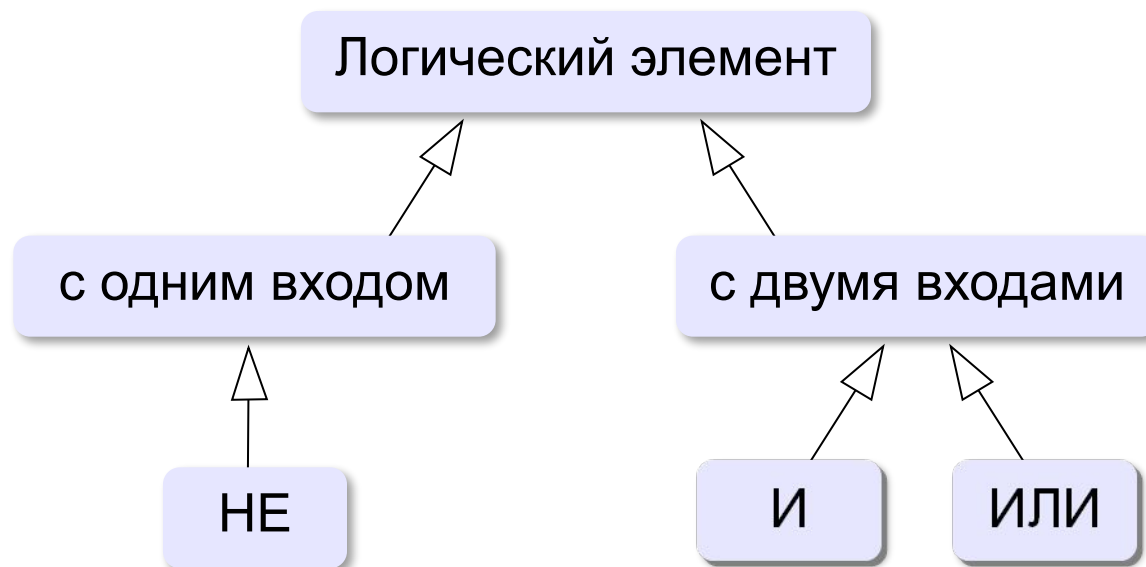 Логический элемент
с одним входом
с двумя входами
НЕ
И
ИЛИ